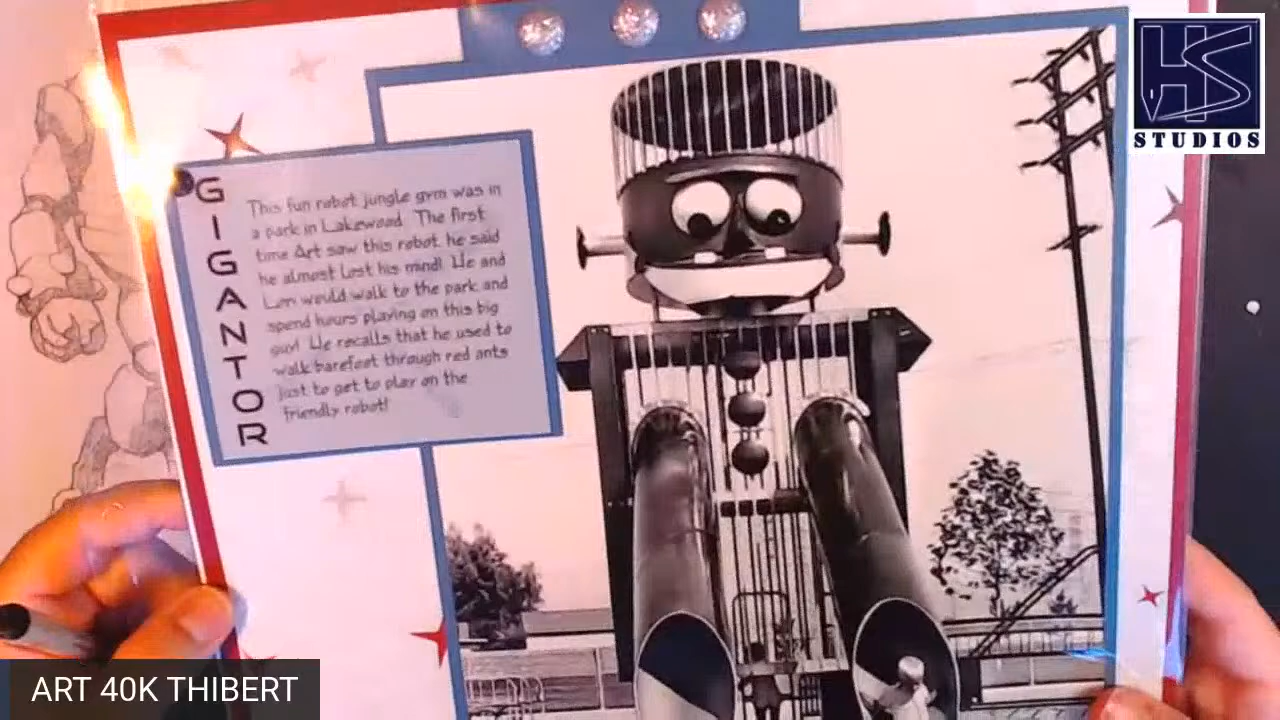 HS
STUDIOS
GIGANTOR
This fun robot jungle gym was in
a park in Lakewood. The first
time Art saw this robot, he said
he almost lost his mind! He and
Lon would walk to the park and
spend hours playing on this big
guy! He recalls that he used to
walk barefoot through red ants
just to get to play on the
friendly robot!
ART 40K THIBERT